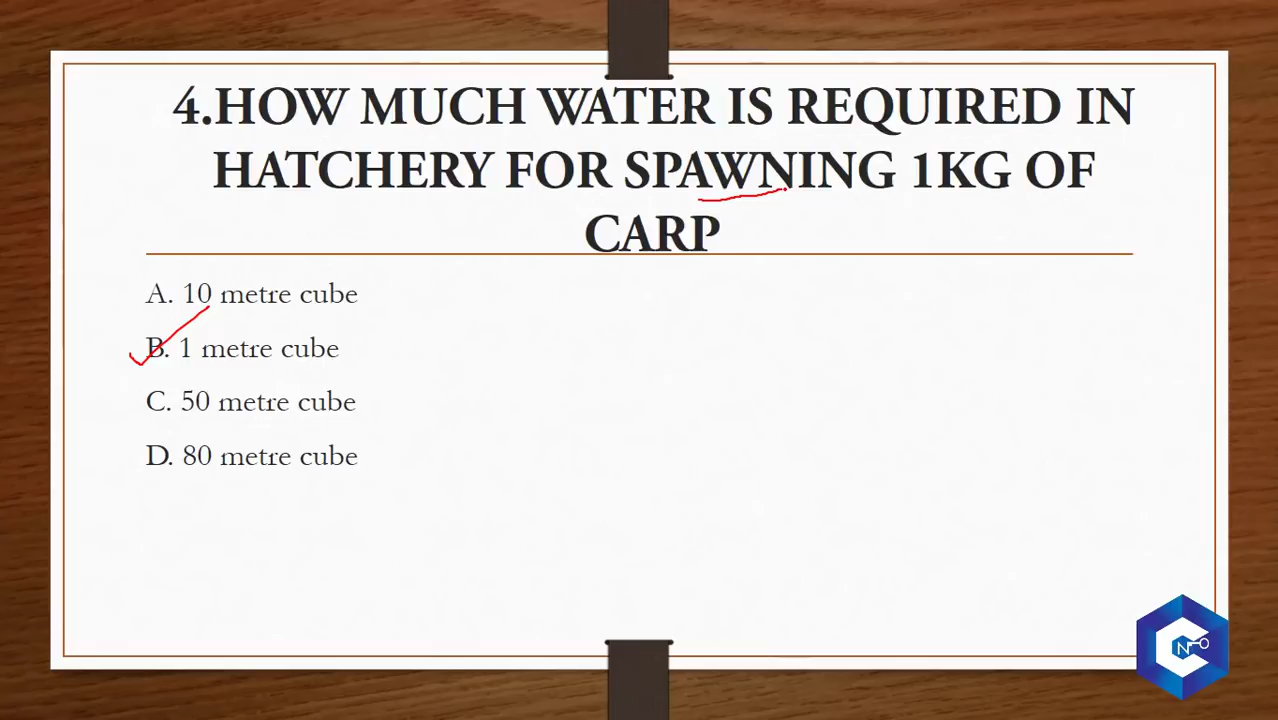 4.HOW MUCH WATER IS REQUIRED IN
HATCHERY FOR SPAWNING 1KG OF
CARP
A. 10 metre cube
B. 1 metre cube
C. 50 metre cube
D. 80 metre cube